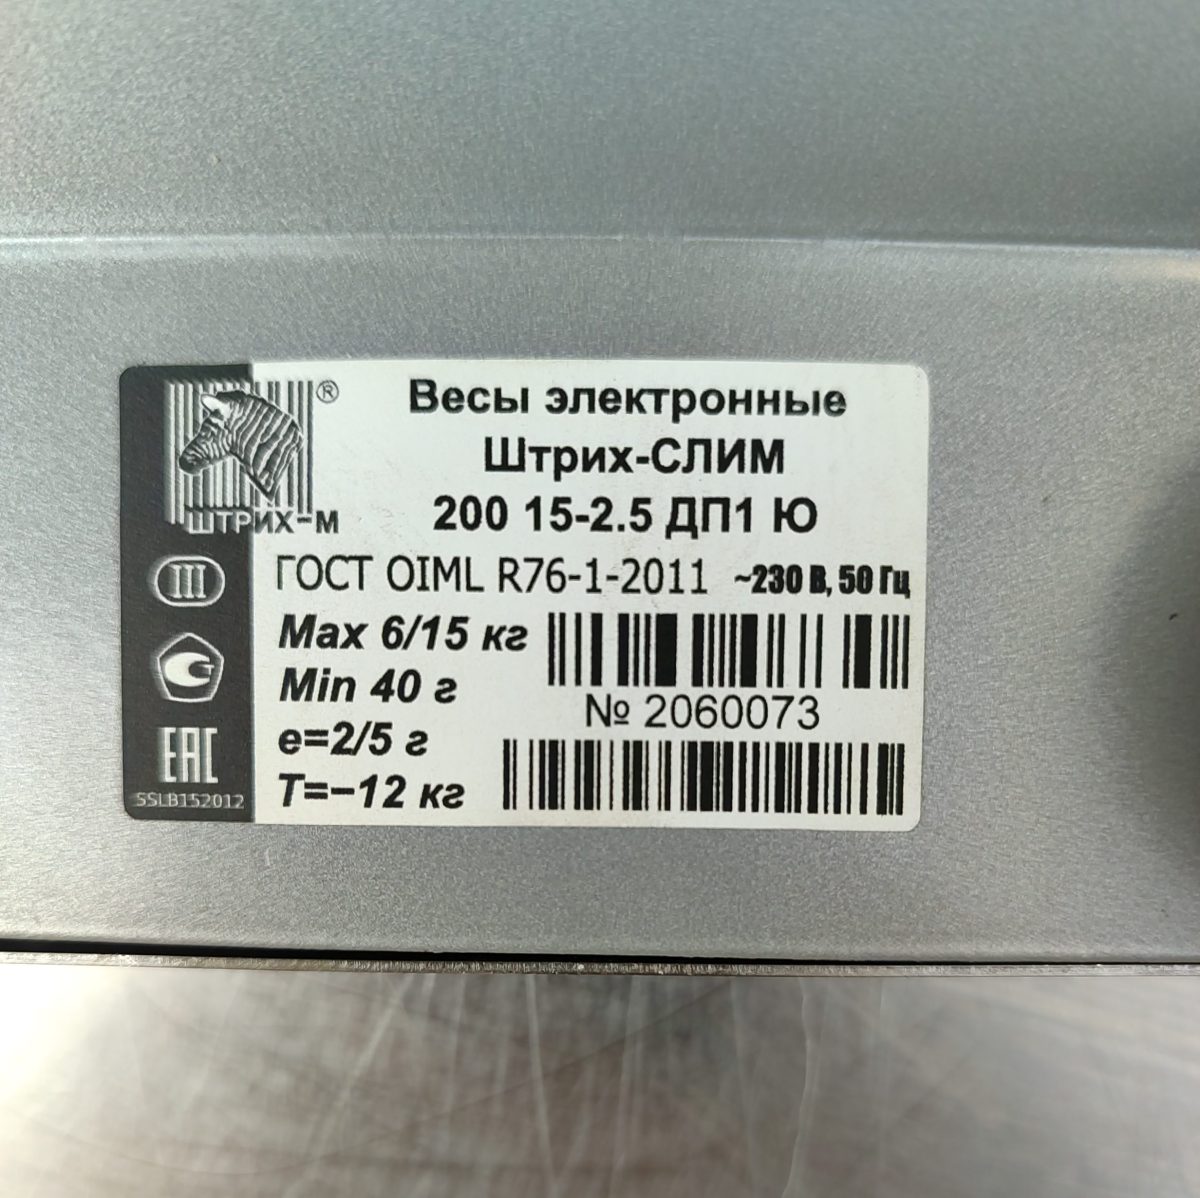 ®
ШТРИХ-М
Весы электронные
Штрих-СЛИМ
200 15-2.5 ДП1 Ю
ГОСТ OIML R76-1-2011 ~230 В, 50 Гц
III
Max 6/15 кг
Min 40 г
e=2/5 г
T=−12 кг
№ 2060073
EAC
SSLB152012